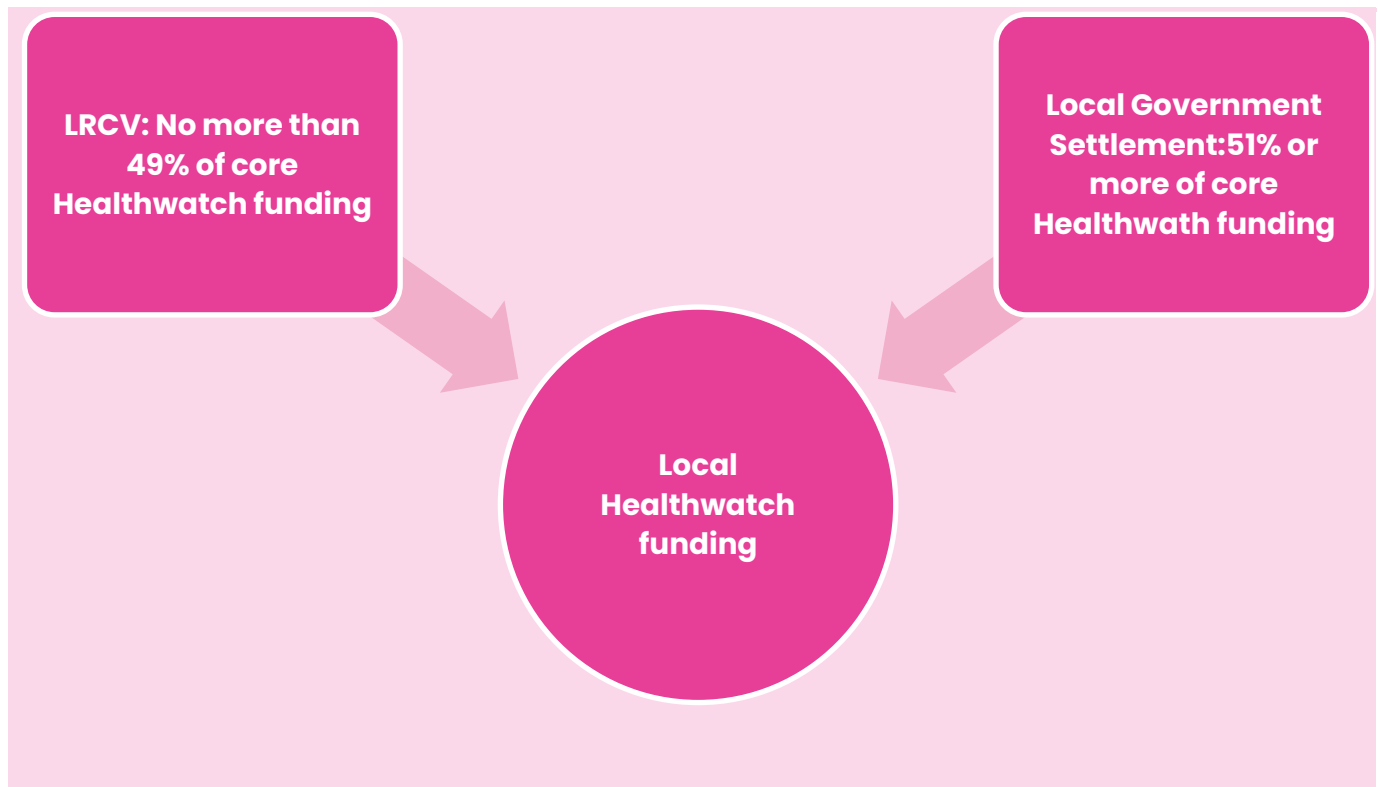 LRCV: No more than
49% of core
Healthwatch funding
Local Government
Settlement:51% or
more of core
Healthwath funding
Local
Healthwatch
funding